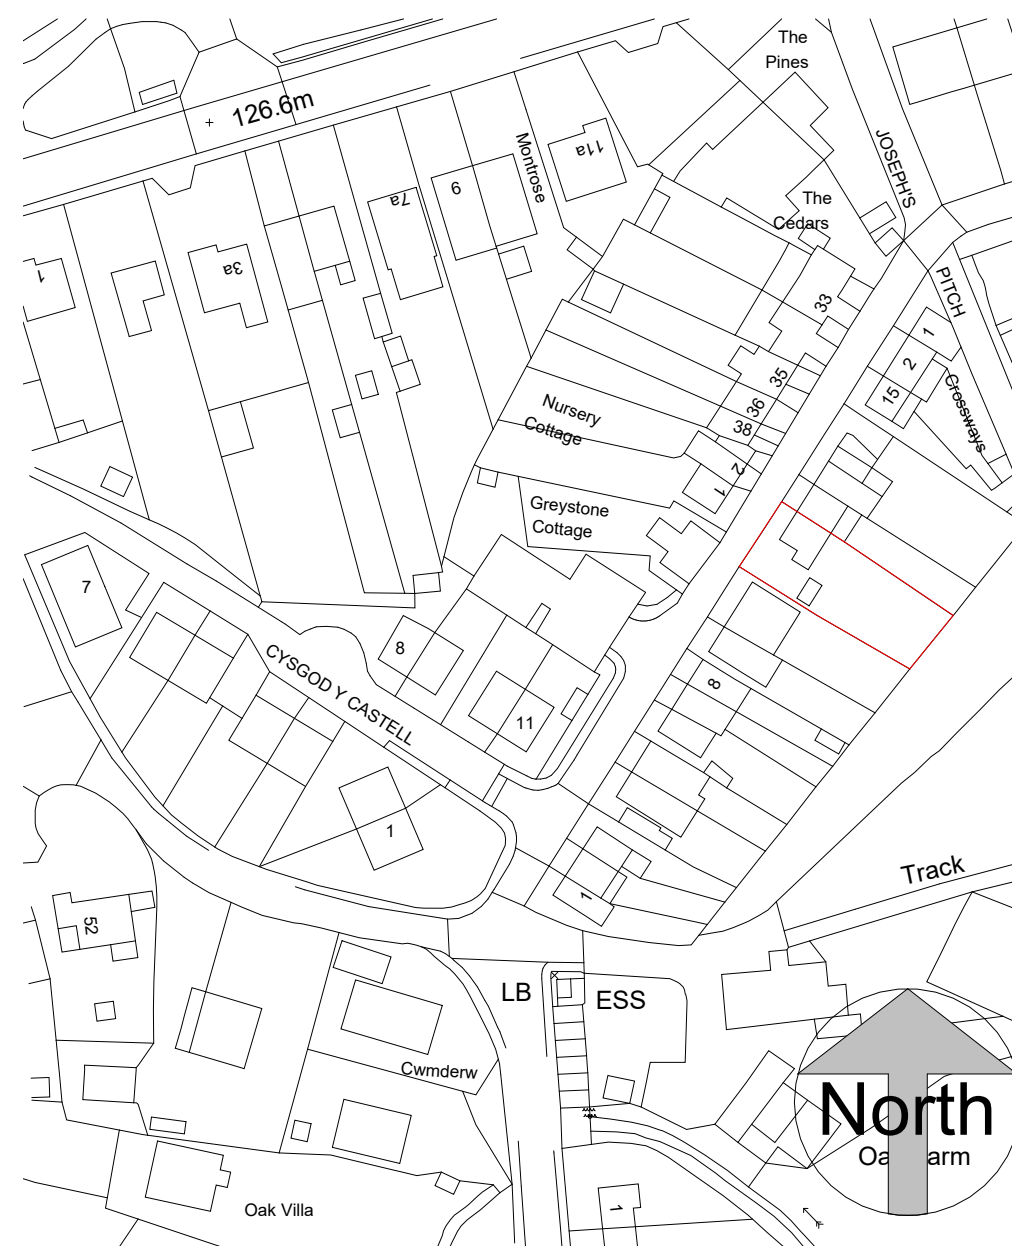 The
Pines
126.6m
JOSEPH'S
PITCH
Montrose
11a
9
7a
3a
1
The
Cedars
33
35
36
38
2
1
1
2
15
Crossways
Nursery
Cottage
Greystone
Cottage
7
8
11
CYSGOD Y CASTELL
1
8
1
52
Track
LB
ESS
Cwmderw
North
Oak Villa
1